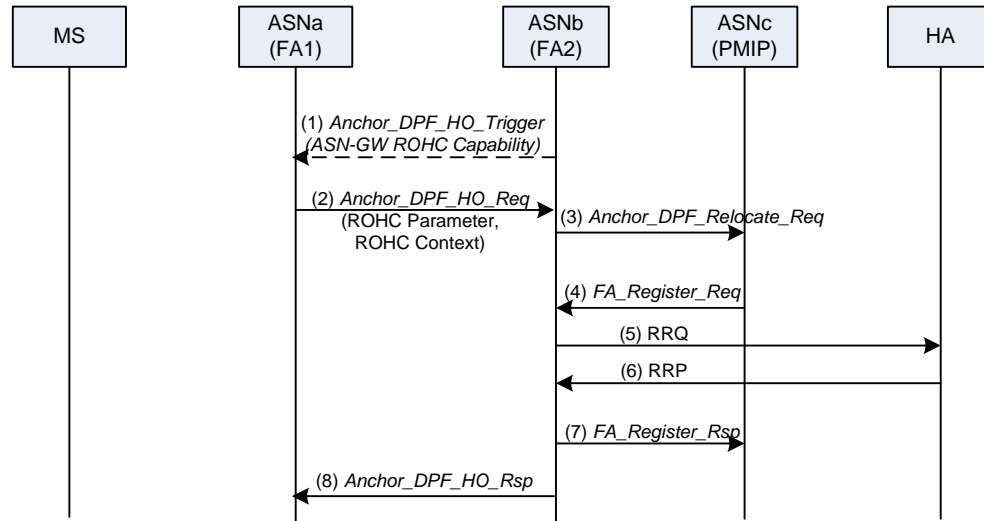 MS
ASNa
(FA1)
ASNb
(FA2)
ASNc
(PMIP)
HA
(1) Anchor_DPF_HO_Trigger
(ASN-GW ROHC Capability)
(2) Anchor_DPF_HO_Req
(ROHC Parameter,
ROHC Context)
(3) Anchor_DPF_Relocate_Req
(4) FA_Register_Req
(5) RRQ
(6) RRP
(7) FA_Register_Rsp
(8) Anchor_DPF_HO_Rsp